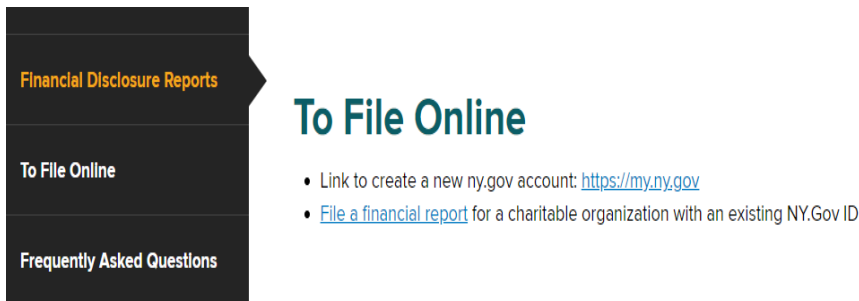 Financial Disclosure Reports
To File Online
Frequently Asked Questions
To File Online
• Link to create a new ny.gov account: https://my.ny.gov
• File a financial report for a charitable organization with an existing NY.Gov ID